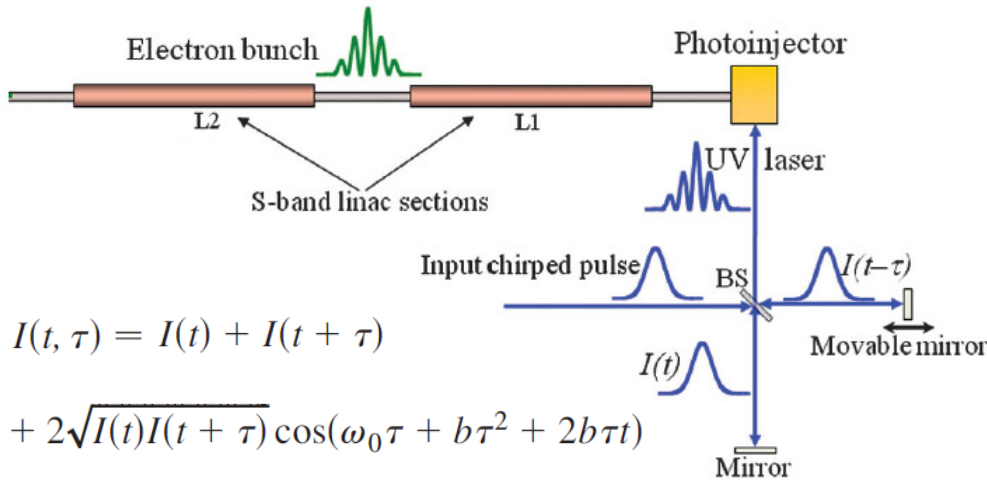 Electron bunch
Photoinjector
L2
L1
S-band linac sections
UV laser
Input chirped pulse
BS
I(t−τ)
Movable mirror
I(t)
Mirror
I(t, τ) = I(t) + I(t + τ)
+ 2√I(t)I(t + τ) cos(ω₀τ + bτ² + 2bτt)